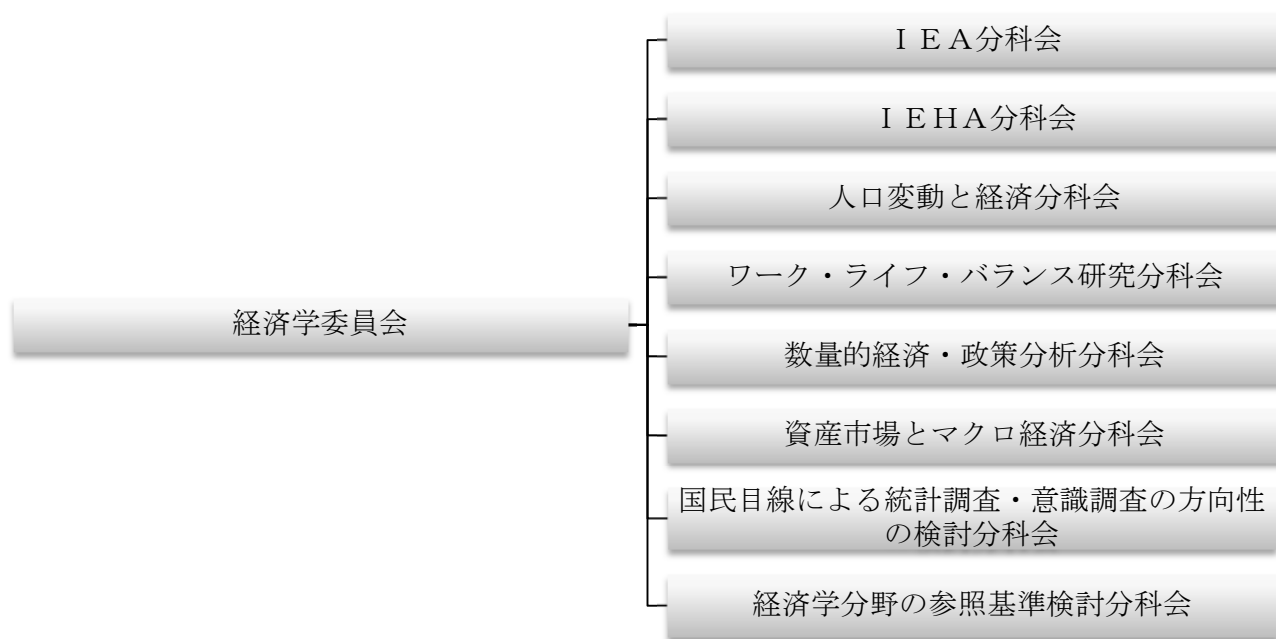 経済学委員会
ＩＥＡ分科会
ＩＥＨＡ分科会
人口変動と経済分科会
ワーク・ライフ・バランス研究分科会
数量的経済・政策分析分科会
資産市場とマクロ経済分科会
国民目線による統計調査・意識調査の方向性
の検討分科会
経済学分野の参照基準検討分科会